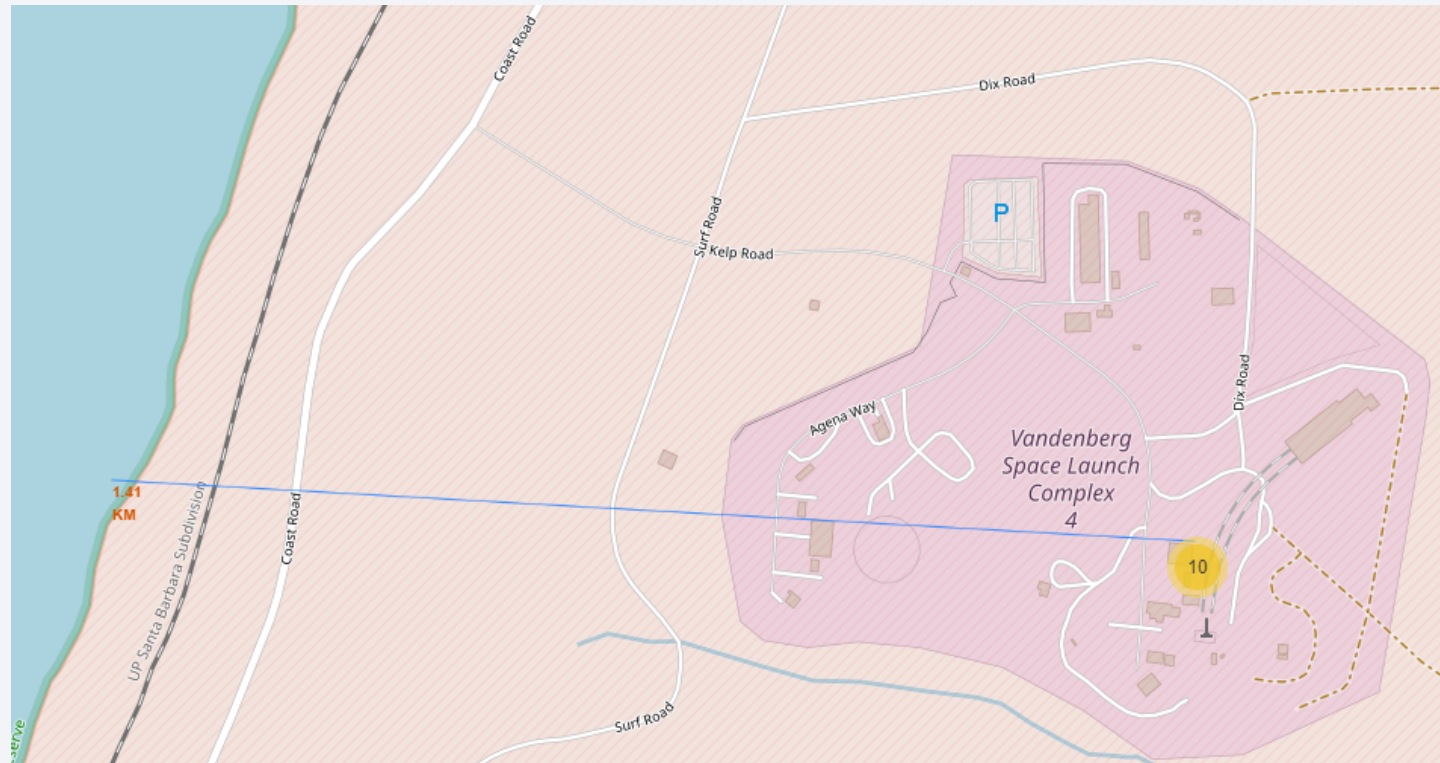 Coast Road
Dix Road
P
Surf Road
Kelp Road
Dix Road
Agena Way
Vandenberg
Space Launch
Complex
4
1.41
KM
UP Santa Barbara Subdivision
Coast Road
10
Surf Road
serve